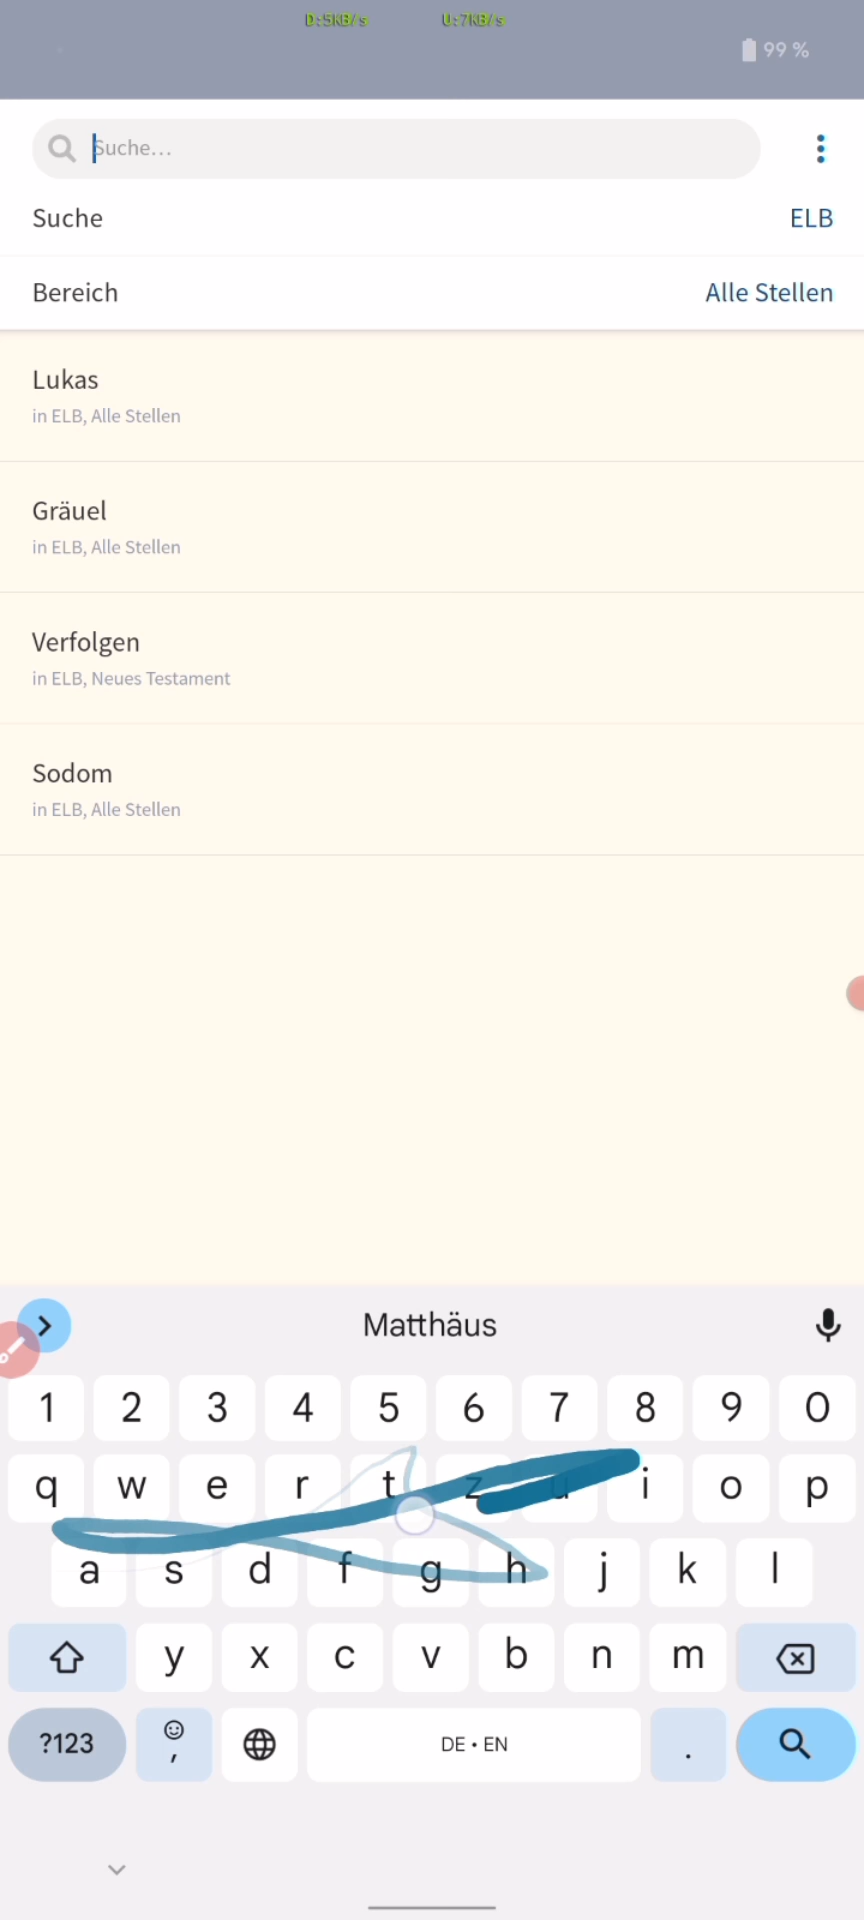 D:5KB/s U:7KB/s
99 %
Suche…
Suche ELB
Bereich Alle Stellen
Lukas
in ELB, Alle Stellen
Gräuel
in ELB, Alle Stellen
Verfolgen
in ELB, Neues Testament
Sodom
in ELB, Alle Stellen
Matthäus
1 2 3 4 5 6 7 8 9 0
q w e r t z u i o p
a s d f g h j k l
y x c v b n m
?123 , DE • EN .